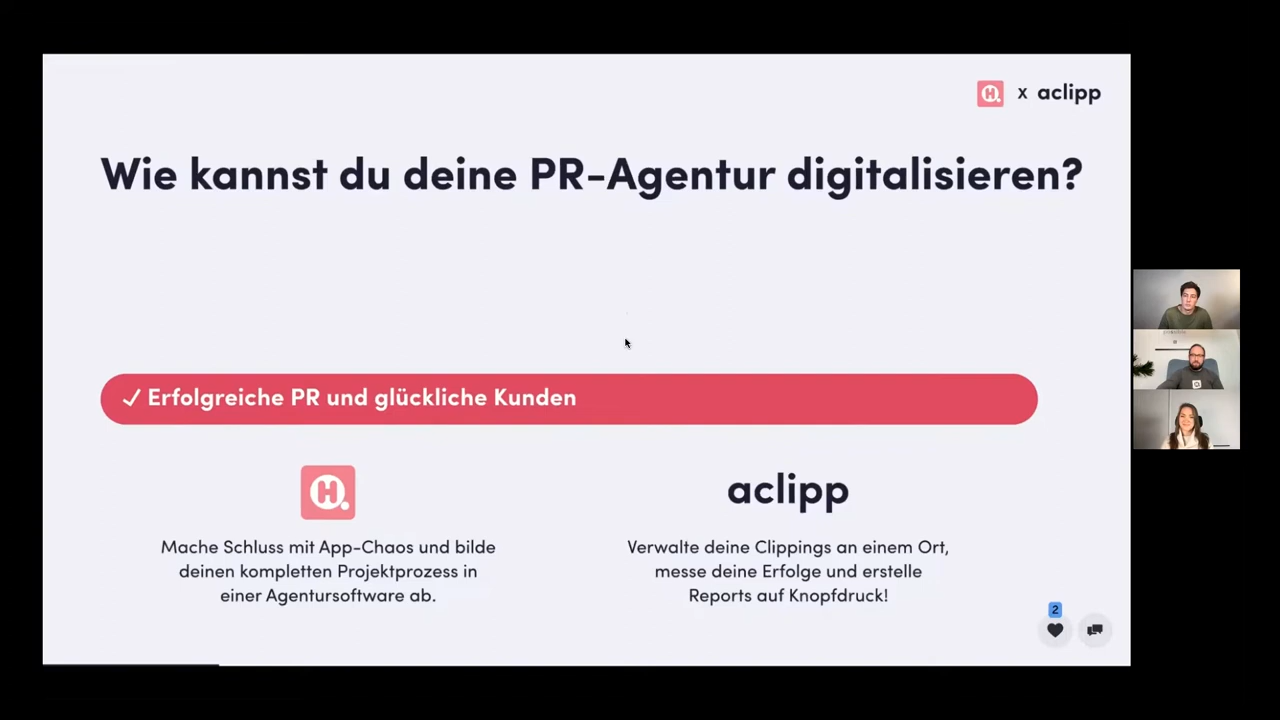 H. x aclipp
Wie kannst du deine PR-Agentur digitalisieren?
✓ Erfolgreiche PR und glückliche Kunden
H.
aclipp
Mache Schluss mit App-Chaos und bilde
deinen kompletten Projektprozess in
einer Agentursoftware ab.
Verwalte deine Clippings an einem Ort,
messe deine Erfolge und erstelle
Reports auf Knopfdruck!
2